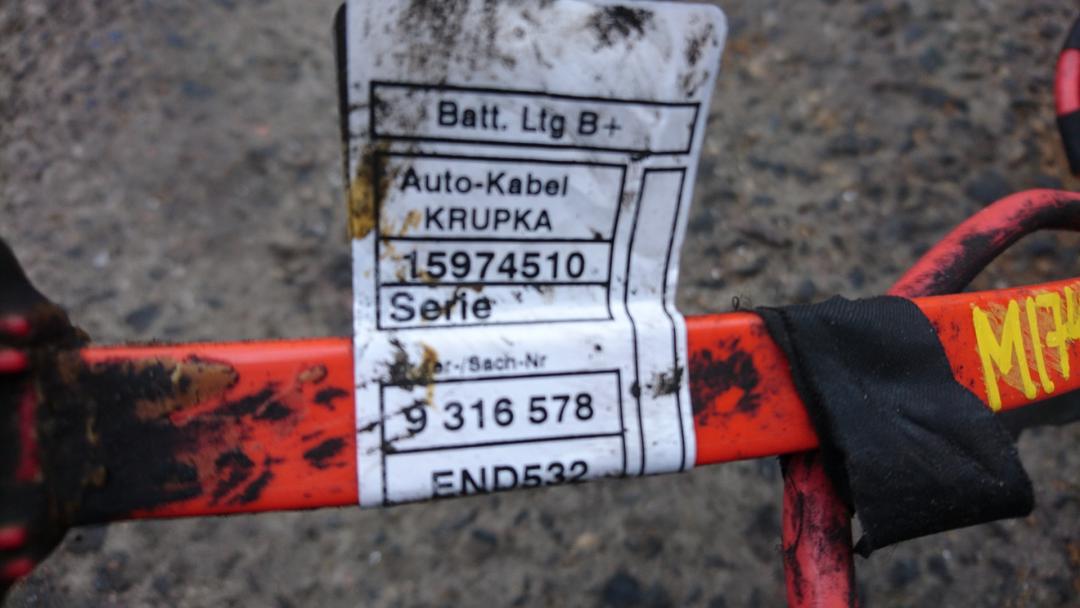 Batt. Ltg B+
Auto-Kabel
KRUPKA
15974510
Serie
9 316 578
END532